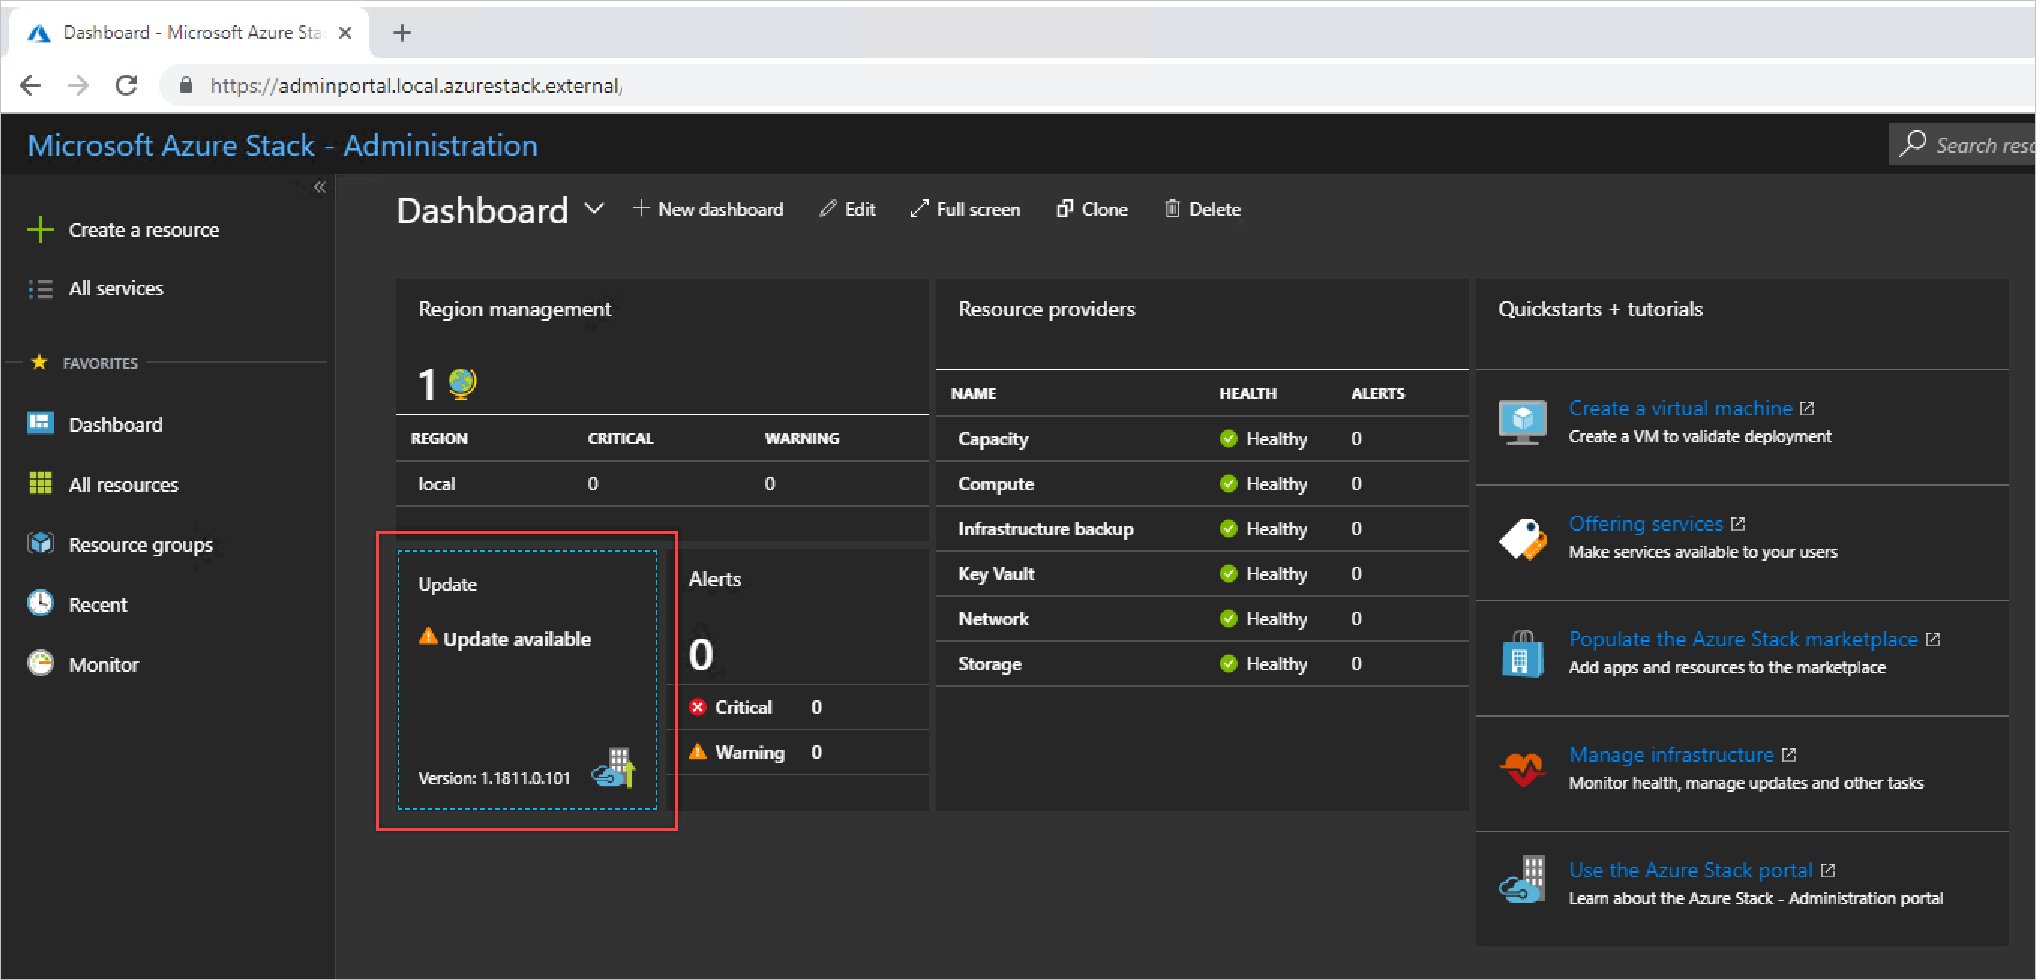 Dashboard - Microsoft Azure Sta
https://adminportal.local.azurestack.external/
Microsoft Azure Stack - Administration
Search reso
Create a resource
All services
FAVORITES
Dashboard
All resources
Resource groups
Recent
Monitor
Dashboard
New dashboard
Edit
Full screen
Clone
Delete
Region management
1
REGION CRITICAL WARNING
local 0 0
Update
Update available
Version: 1.1811.0.101
Alerts
0
Critical 0
Warning 0
Resource providers
NAME HEALTH ALERTS
Capacity Healthy 0
Compute Healthy 0
Infrastructure backup Healthy 0
Key Vault Healthy 0
Network Healthy 0
Storage Healthy 0
Quickstarts + tutorials
Create a virtual machine
Create a VM to validate deployment
Offering services
Make services available to your users
Populate the Azure Stack marketplace
Add apps and resources to the marketplace
Manage infrastructure
Monitor health, manage updates and other tasks
Use the Azure Stack portal
Learn about the Azure Stack - Administration portal